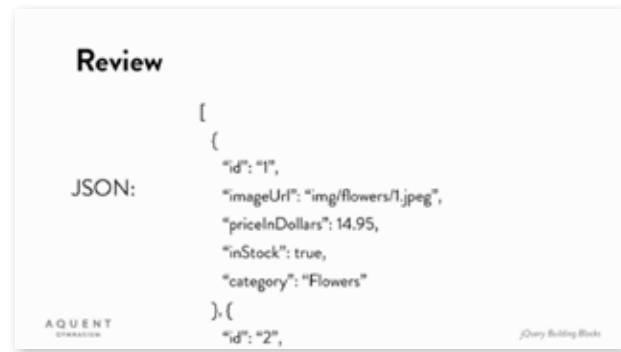 Review
JSON:
[
{
“id”: “1”,
“imageUrl”: “img/flowers/1.jpeg”,
“priceInDollars”: 14.95,
“inStock”: true,
“category”: “Flowers”
}, {
“id”: “2”,
AQUENT
GYMNASIUM
jQuery Building Blocks